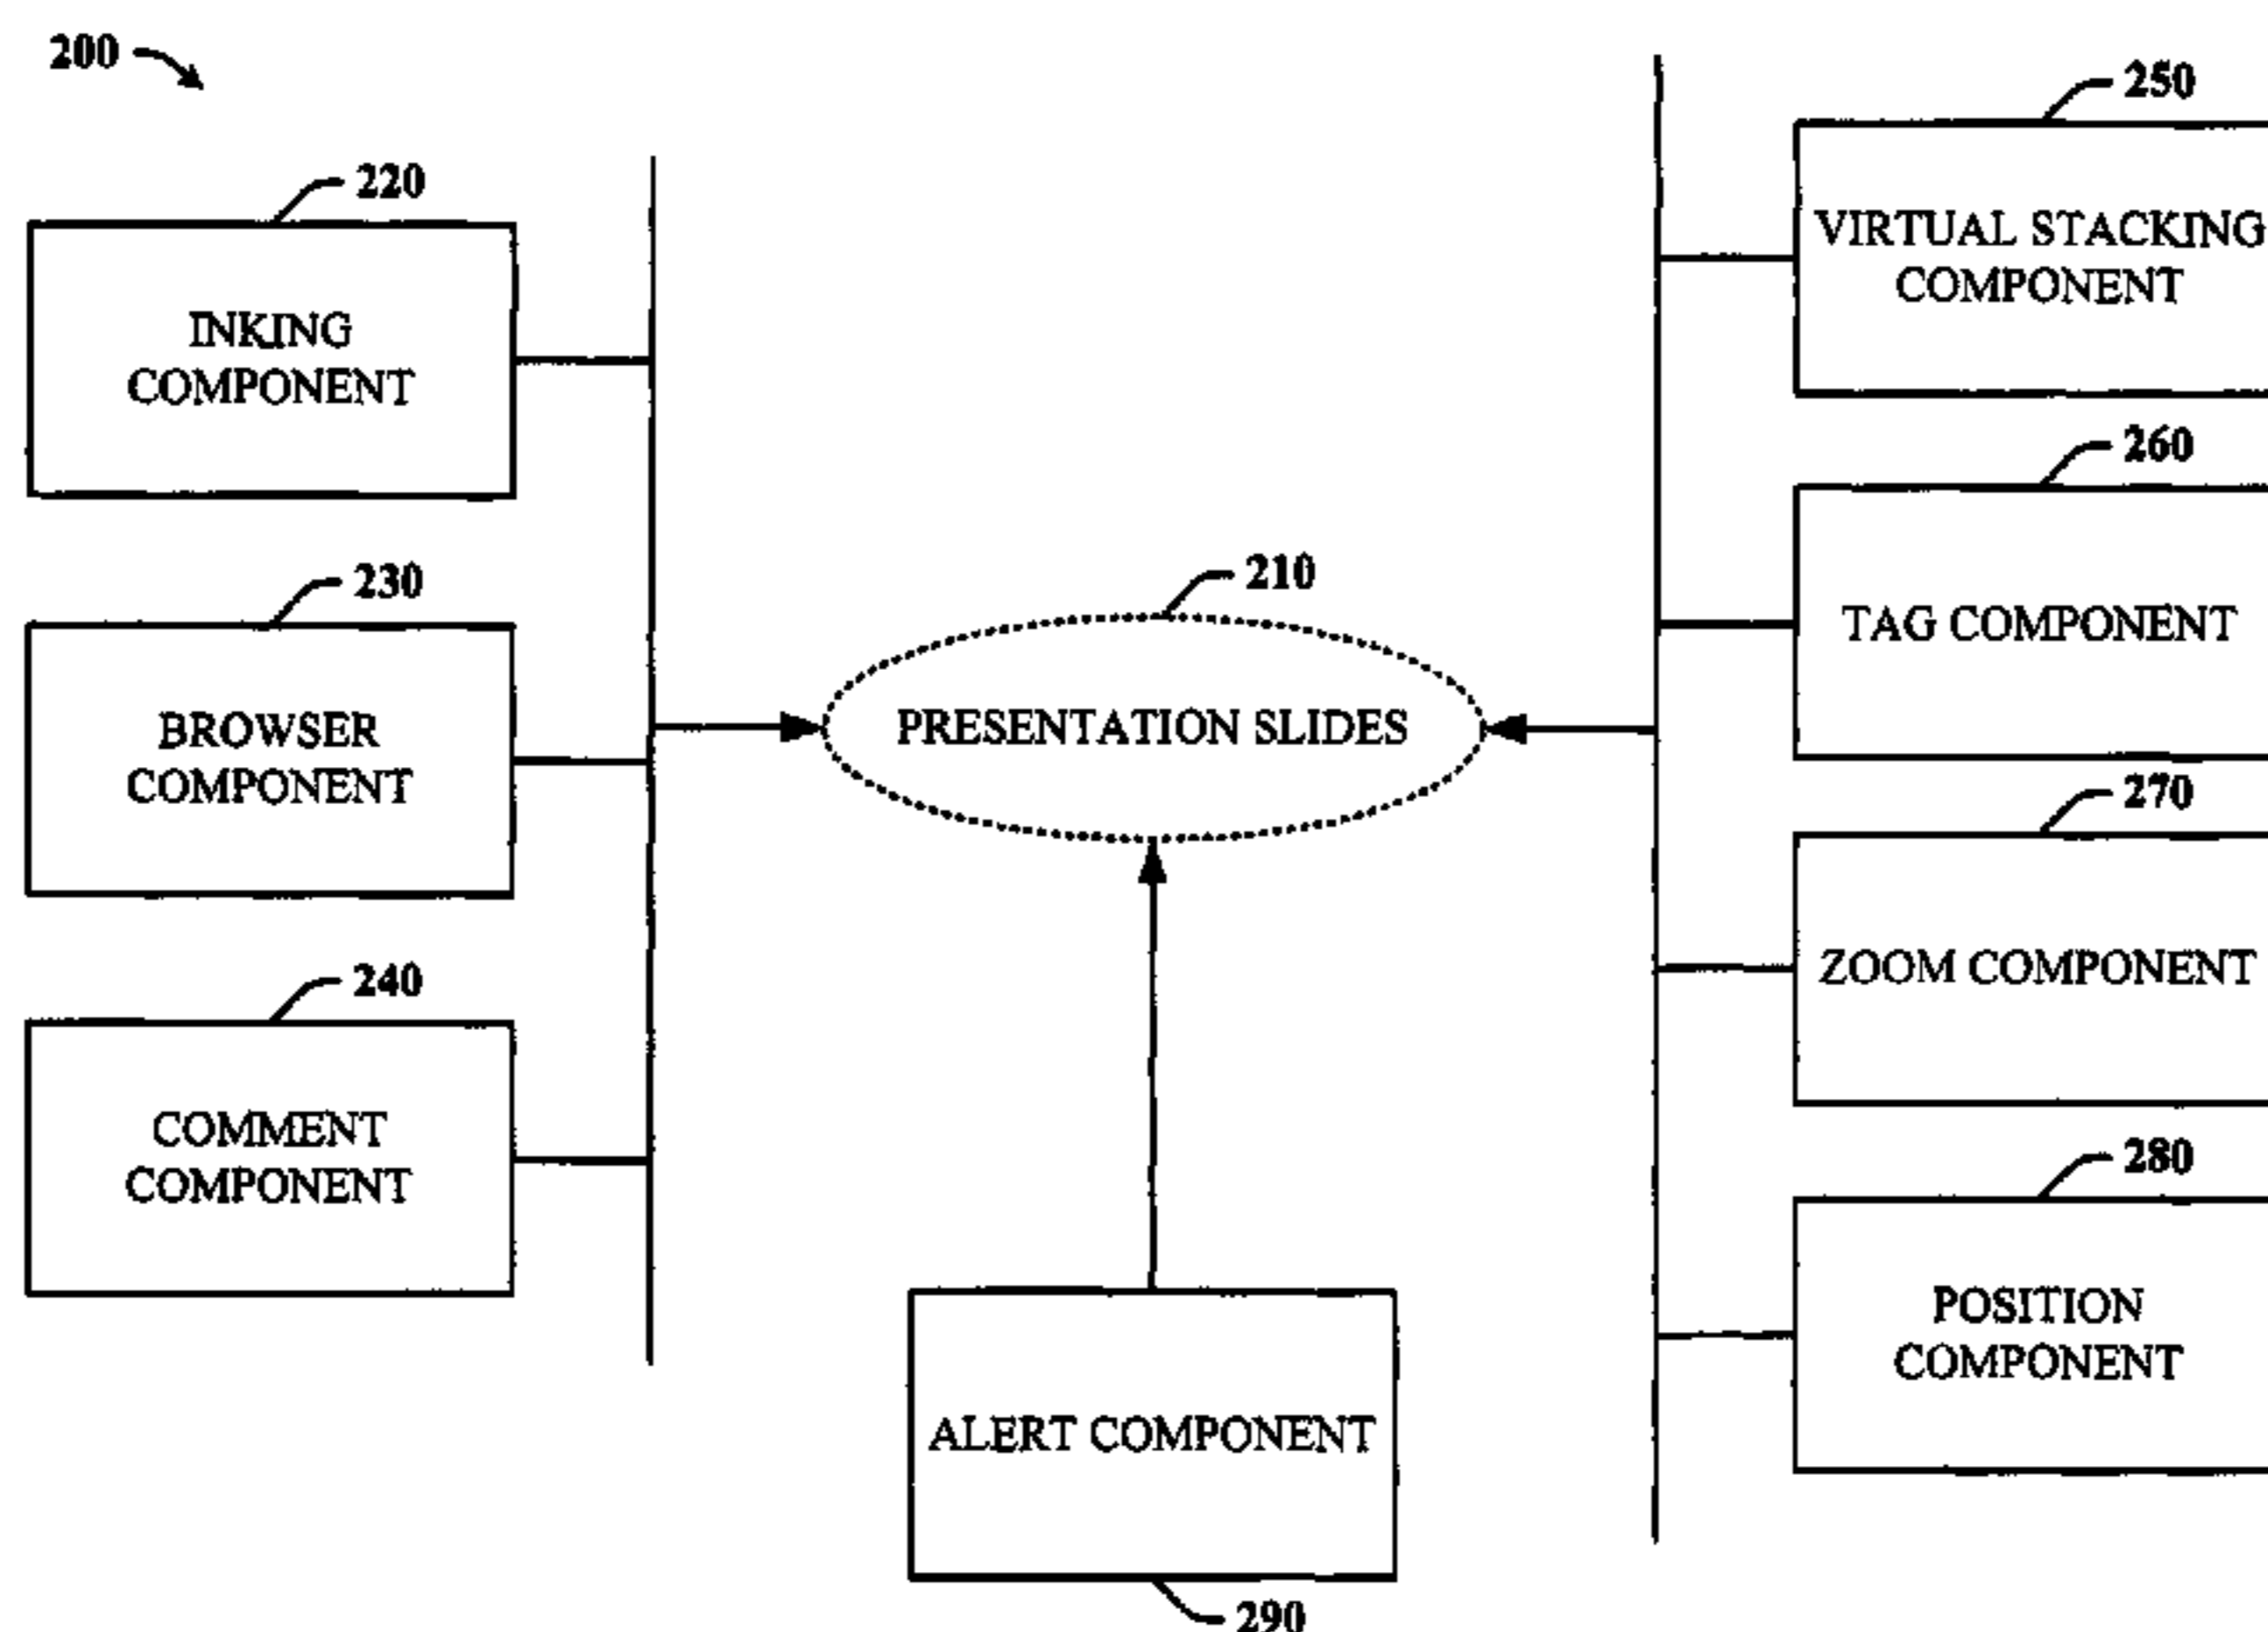 200
220
INKING
COMPONENT
230
BROWSER
COMPONENT
240
COMMENT
COMPONENT
210
PRESENTATION SLIDES
ALERT COMPONENT
290
250
VIRTUAL STACKING
COMPONENT
260
TAG COMPONENT
270
ZOOM COMPONENT
280
POSITION
COMPONENT